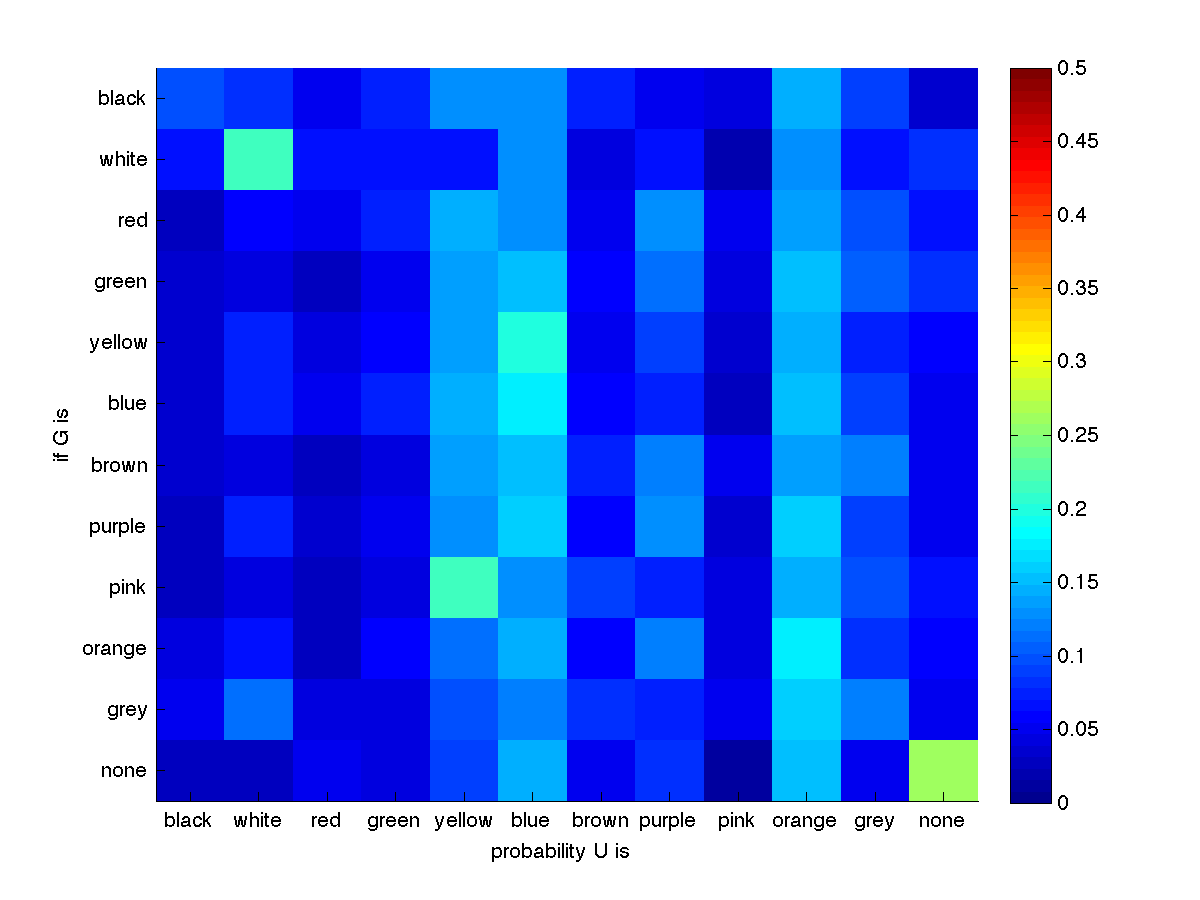 black
white
red
green
yellow
blue
brown
purple
pink
orange
grey
none
if G is
black white red green yellow blue brown purple pink orange grey none
probability U is
0.5
0.45
0.4
0.35
0.3
0.25
0.2
0.15
0.1
0.05
0